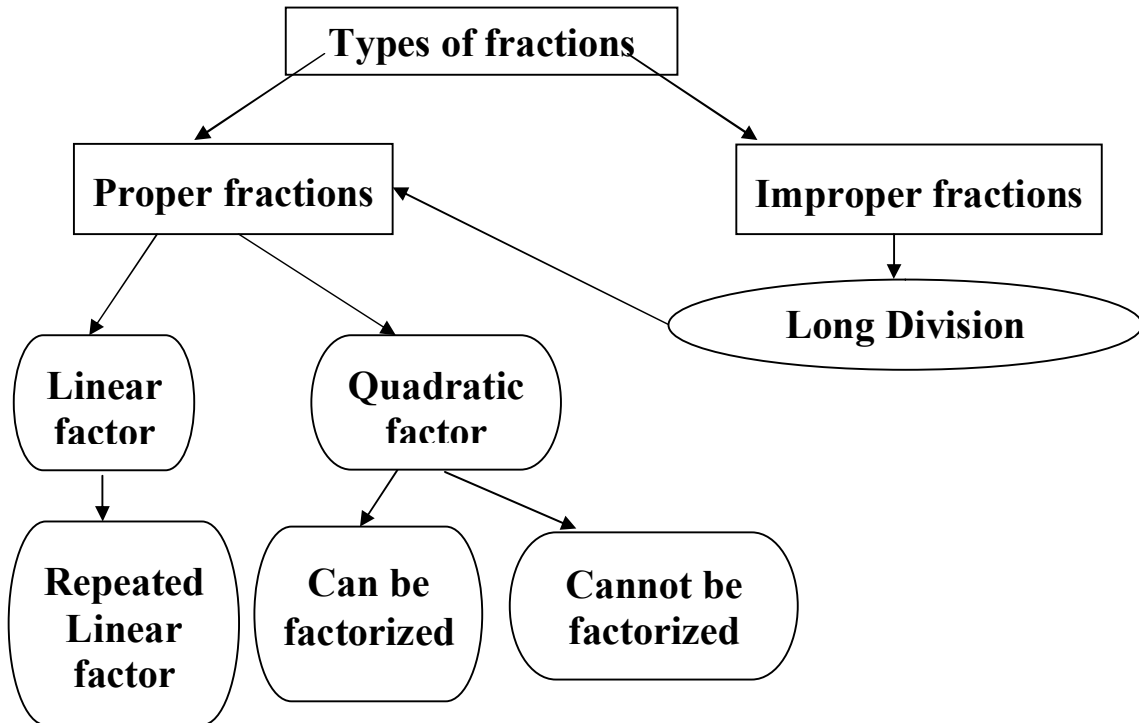 Types of fractions
Proper fractions
Improper fractions
Long Division
Linear
factor
Quadratic
factor
Repeated
Linear
factor
Can be
factorized
Cannot be
factorized